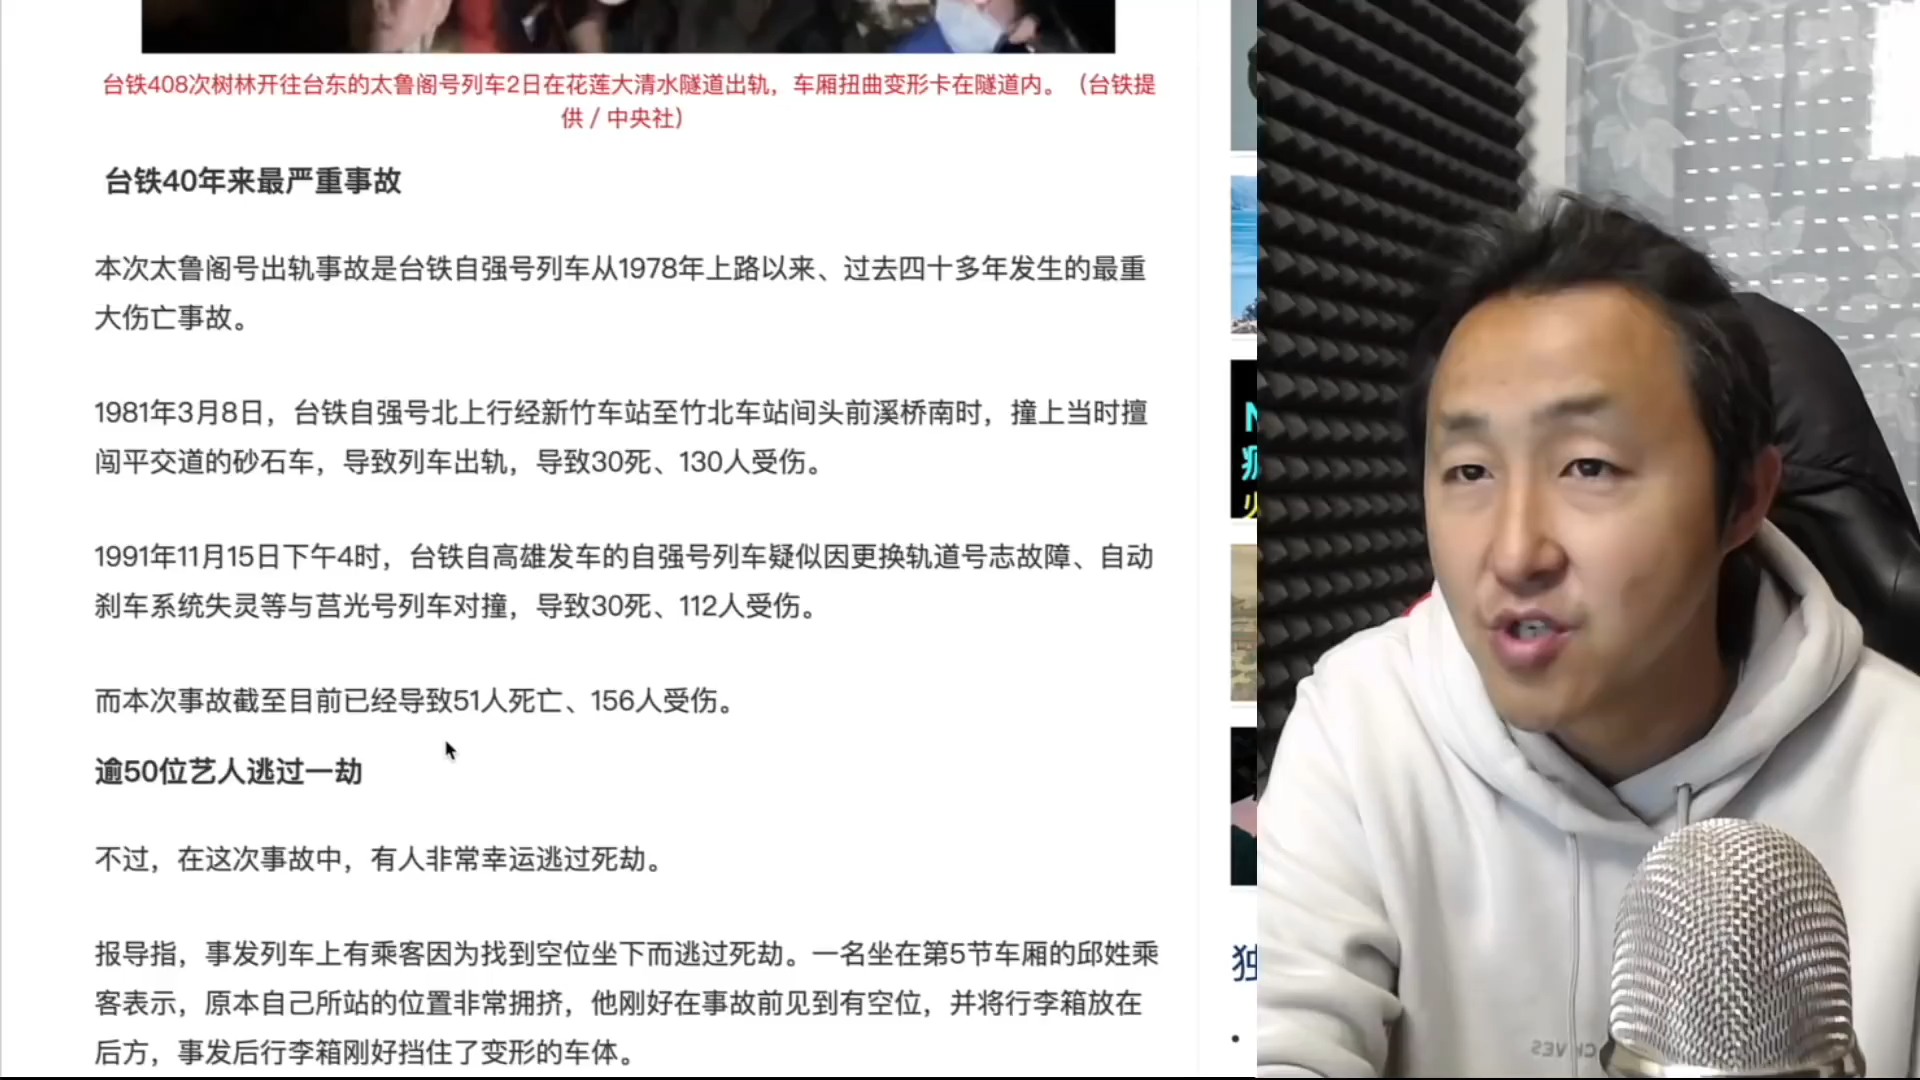 台铁408次树林开往台东的太鲁阁号列车2日在花莲大清水隧道出轨，车厢扭曲变形卡在隧道内。（台铁提
供 / 中央社）
台铁40年来最严重事故
本次太鲁阁号出轨事故是台铁自强号列车从1978年上路以来、过去四十多年发生的最重
大伤亡事故。
1981年3月8日，台铁自强号北上行经新竹车站至竹北车站间头前溪桥南时，撞上当时擅
闯平交道的砂石车，导致列车出轨，导致30死、130人受伤。
1991年11月15日下午4时，台铁自高雄发车的自强号列车疑似因更换轨道号志故障、自动
刹车系统失灵等与莒光号列车对撞，导致30死、112人受伤。
而本次事故截至目前已经导致51人死亡、156人受伤。
逾50位艺人逃过一劫
不过，在这次事故中，有人非常幸运逃过死劫。
报导指，事发列车上有乘客因为找到空位坐下而逃过死劫。一名坐在第5节车厢的邱姓乘
客表示，原本自己所站的位置非常拥挤，他刚好在事故前见到有空位，并将行李箱放在
后方，事发后行李箱刚好挡住了变形的车体。